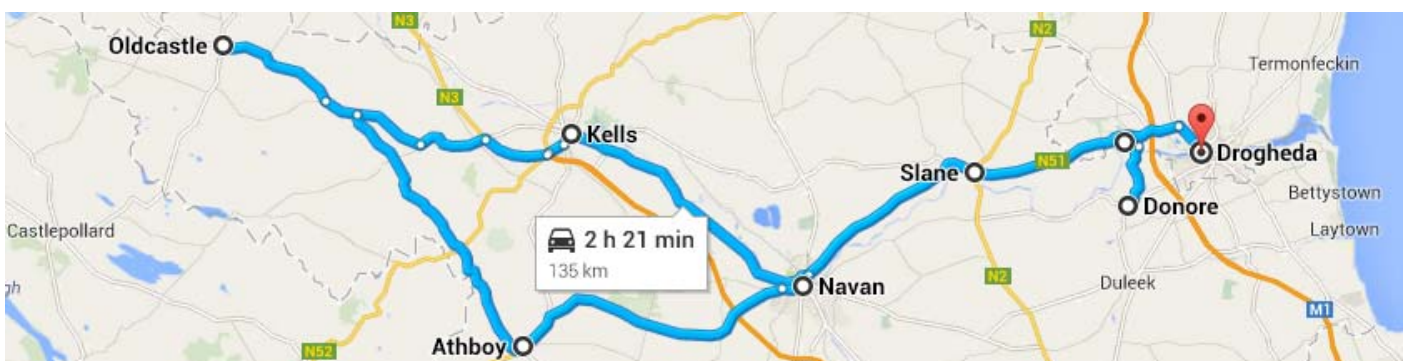 N3
N2
Oldcastle
Termonfeckin
N3
Kells
Slane
N51
Drogheda
Donore
Bettystown
Castlepollard
2 h 21 min
135 km
Laytown
N2
Navan
Duleek
M1
Athboy
N52